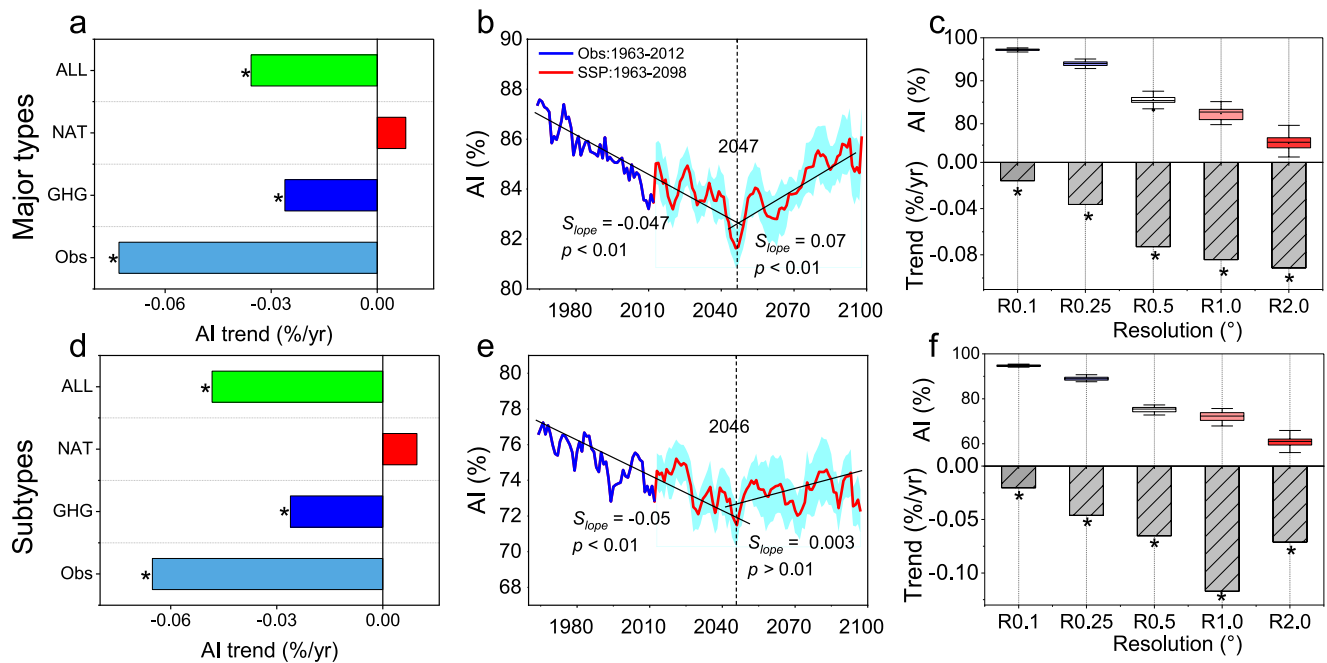 a
Major types
ALL
NAT
GHG
Obs
-0.06
-0.03
0.00
AI trend (%/yr)
b
AI (%)
90
88
86
84
82
80
Obs:1963-2012
SSP:1963-2098
2047
Slope = -0.047
p < 0.01
Slope = 0.07
p < 0.01
1980
2010
2040
2070
2100
c
AI (%)
100
90
80
0.00
-0.04
-0.08
Trend (%/yr)
*
*
*
*
*
*
*
*
R0.1
R0.25
R0.5
R1.0
R2.0
Resolution (°)
d
Subtypes
ALL
NAT
GHG
Obs
*
*
*
-0.06
-0.03
0.00
AI trend (%/yr)
e
AI (%)
80
78
76
74
72
70
68
2046
Slope = -0.05
p < 0.01
Slope = 0.003
p > 0.01
1980
2010
2040
2070
2100
f
AI (%)
100
80
60
0.00
-0.05
-0.10
Trend (%/yr)
*
*
*
*
*
R0.1
R0.25
R0.5
R1.0
R2.0
Resolution (°)